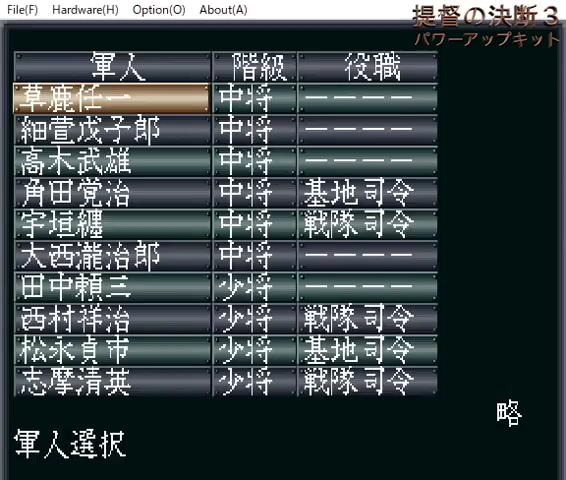 File(F) Hardware(H) Option(O) About(A)
提督の決断3
パワーアップキット
軍人 階級 役職
草鹿任一 中将 ーーーー
細萱戊子郎 中将 ーーーー
高木武雄 中将 ーーーー
角田覚治 中将 基地司令
宇垣纏 中将 戦隊司令
大西瀧治郎 中将 ーーーー
田中頼三 少将 ーーーー
西村祥治 少将 戦隊司令
松永貞市 少将 基地司令
志摩清英 少将 戦隊司令
略
軍人選択